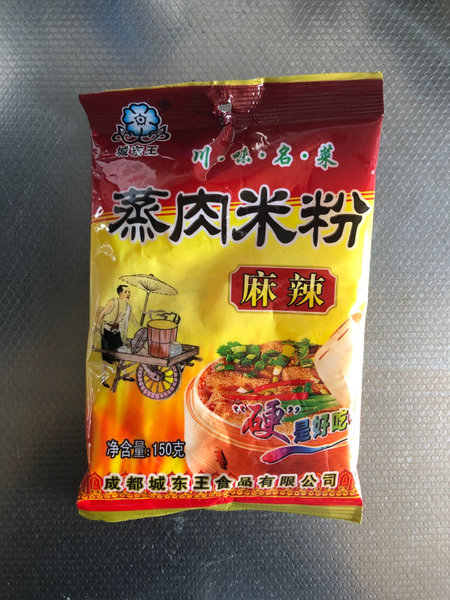 ®
城东王
川·味·名·菜
蒸肉米粉
麻辣
"硬"是好吃
净含量:150克
成都城东王食品有限公司